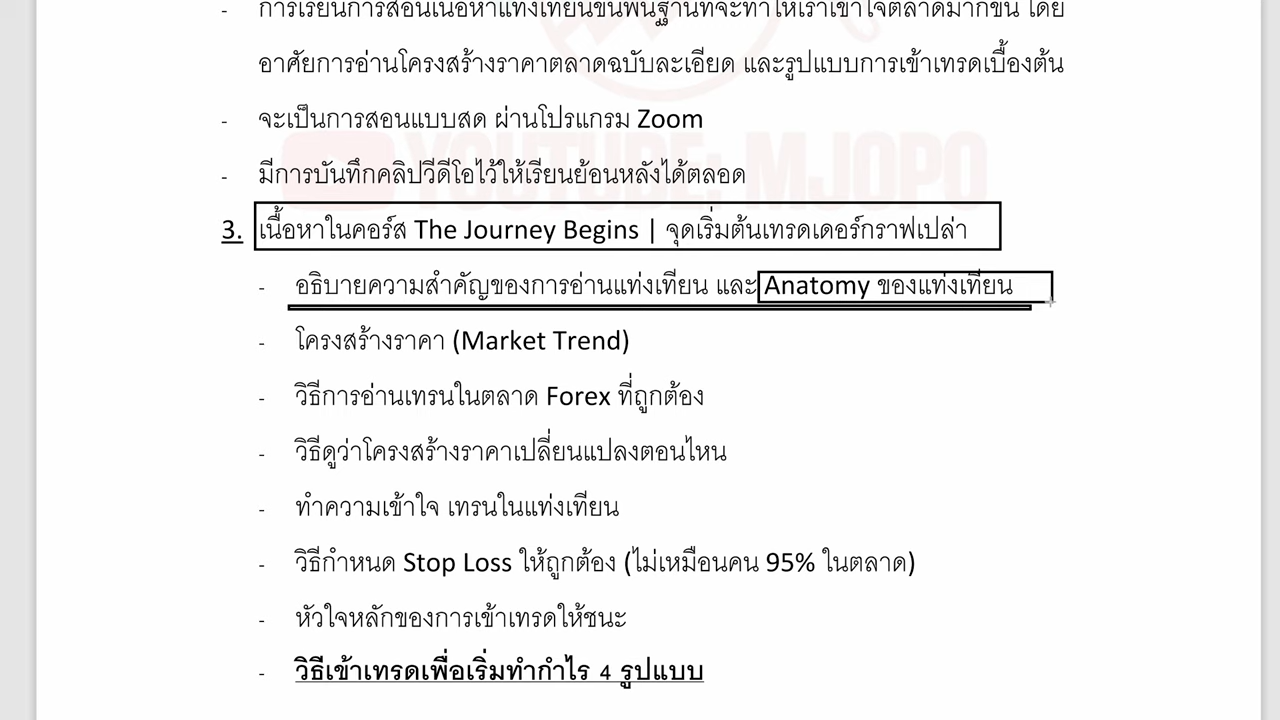 - การเรียนการสอนเนื้อหาแท่งเทียนขั้นพื้นฐานที่จะทำให้เราเข้าใจตลาดมากขึ้น โดย
อาศัยการอ่านโครงสร้างราคาตลาดฉบับละเอียด และรูปแบบการเข้าเทรดเบื้องต้น
- จะเป็นการสอนแบบสด ผ่านโปรแกรม Zoom
YOUTUBE: MJOPO
- มีการบันทึกคลิปวีดีโอไว้ให้เรียนย้อนหลังได้ตลอด
3. เนื้อหาในคอร์ส The Journey Begins | จุดเริ่มต้นเทรดเดอร์กราฟเปล่า
- อธิบายความสำคัญของการอ่านแท่งเทียน และ Anatomy ของแท่งเทียน
- โครงสร้างราคา (Market Trend)
- วิธีการอ่านเทรนในตลาด Forex ที่ถูกต้อง
- วิธีดูว่าโครงสร้างราคาเปลี่ยนแปลงตอนไหน
- ทำความเข้าใจ เทรนในแท่งเทียน
- วิธีกำหนด Stop Loss ให้ถูกต้อง (ไม่เหมือนคน 95% ในตลาด)
- หัวใจหลักของการเข้าเทรดให้ชนะ
- วิธีเข้าเทรดเพื่อเริ่มทำกำไร 4 รูปแบบ